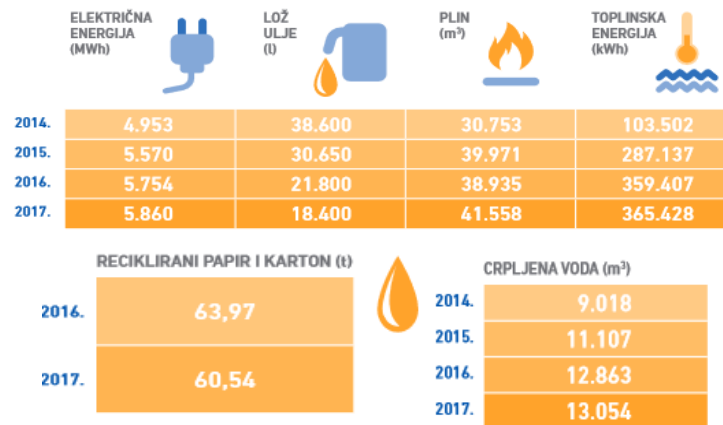 ELEKTRIČNA
ENERGIJA
(MWh)
LOŽ
ULJE
(l)
PLIN
(m³)
TOPLINSKA
ENERGIJA
(kWh)
2014. 4.953 38.600 30.753 103.502
2015. 5.570 30.650 39.971 287.137
2016. 5.754 21.800 38.935 359.407
2017. 5.860 18.400 41.558 365.428
RECIKLIRANI PAPIR I KARTON (t)
2016. 63,97
2017. 60,54
CRPLJENA VODA (m³)
2014. 9.018
2015. 11.107
2016. 12.863
2017. 13.054